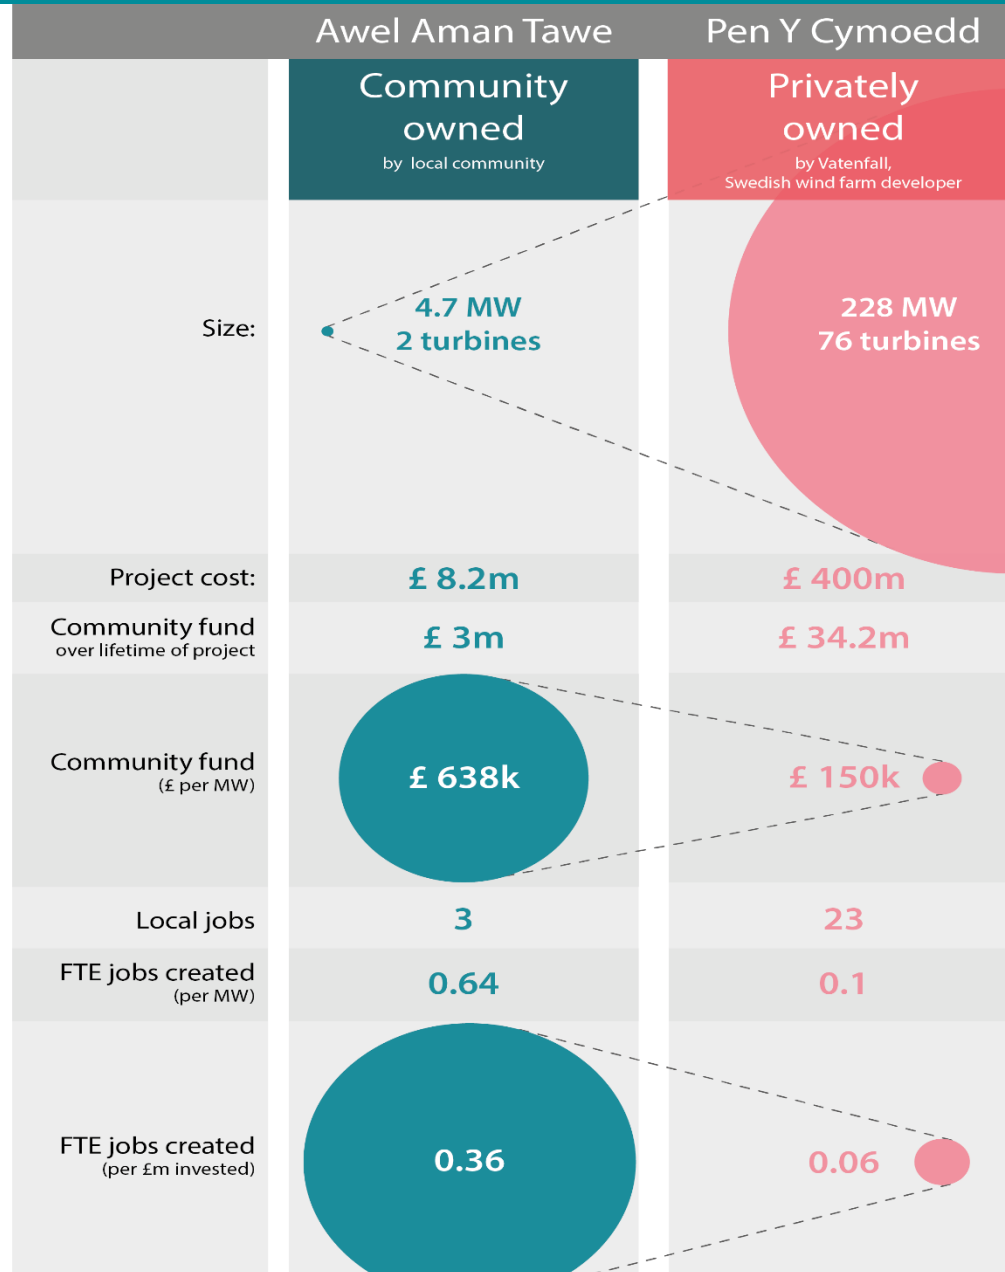 Awel Aman Tawe
Pen Y Cymoedd
Community
owned
by local community
Privately
owned
by Vatenfall,
Swedish wind farm developer
Size:
4.7 MW
2 turbines
228 MW
76 turbines
Project cost:
£ 8.2m
£ 400m
Community fund
over lifetime of project
£ 3m
£ 34.2m
Community fund
(£ per MW)
£ 638k
£ 150k
Local jobs
3
23
FTE jobs created
(per MW)
0.64
0.1
FTE jobs created
(per £m invested)
0.36
0.06